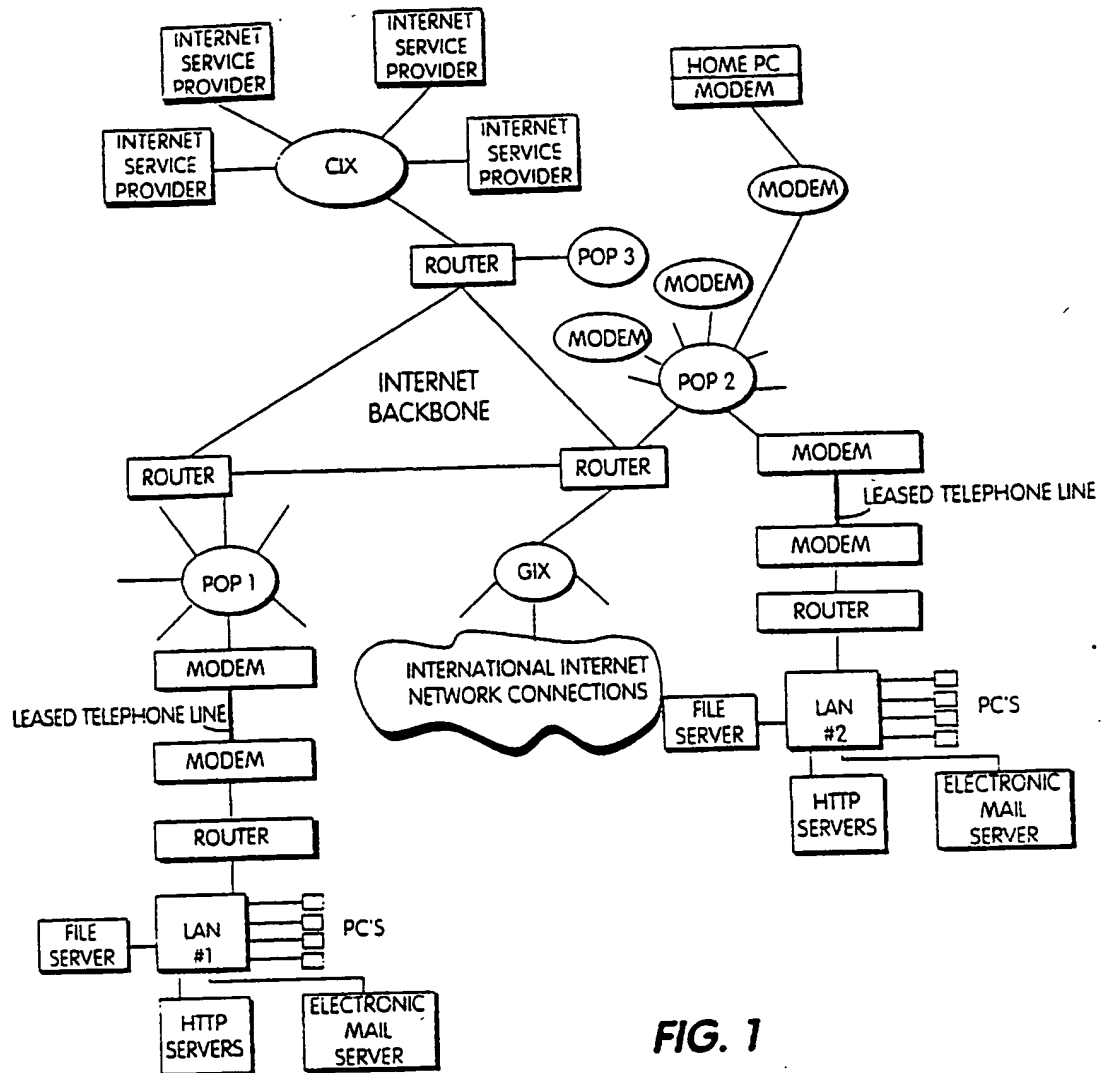 INTERNET
SERVICE
PROVIDER
INTERNET
SERVICE
PROVIDER
HOME PC
MODEM
INTERNET
SERVICE
PROVIDER
CIX
INTERNET
SERVICE
PROVIDER
MODEM
ROUTER
POP 3
MODEM
MODEM
POP 2
INTERNET
BACKBONE
ROUTER
ROUTER
MODEM
LEASED TELEPHONE LINE
MODEM
POP 1
GIX
ROUTER
MODEM
INTERNATIONAL INTERNET
NETWORK CONNECTIONS
LEASED TELEPHONE LINE
FILE
SERVER
LAN
#2
PC'S
MODEM
HTTP
SERVERS
ELECTRONIC
MAIL
SERVER
ROUTER
FILE
SERVER
LAN
#1
PC'S
HTTP
SERVERS
ELECTRONIC
MAIL
SERVER
FIG. 1